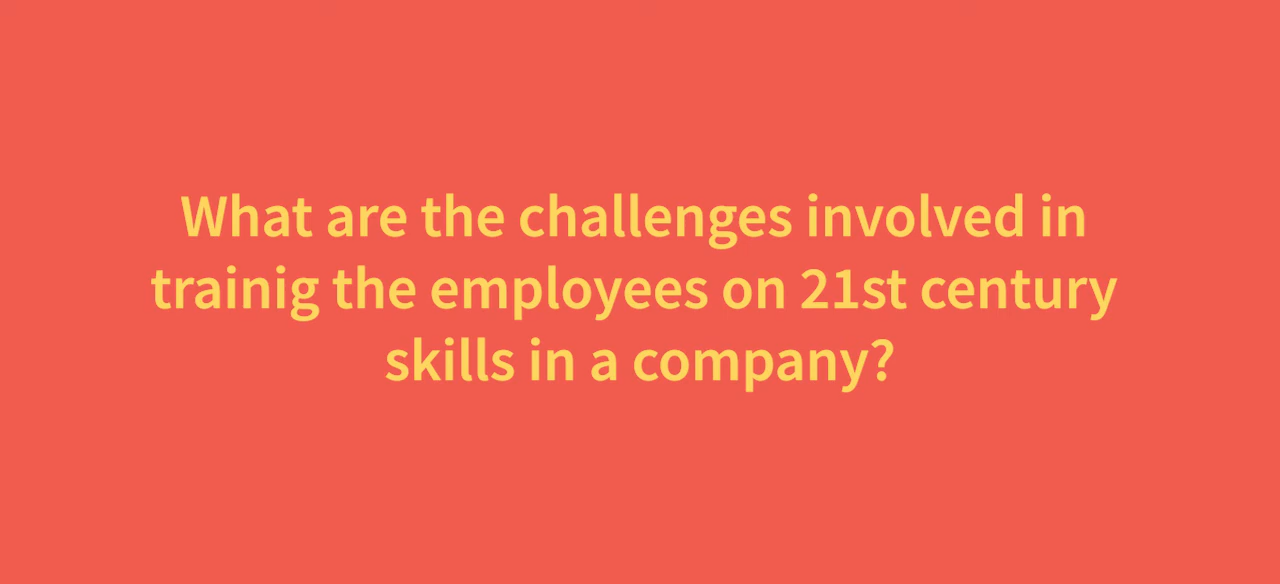 What are the challenges involved in
trainig the employees on 21st century
skills in a company?